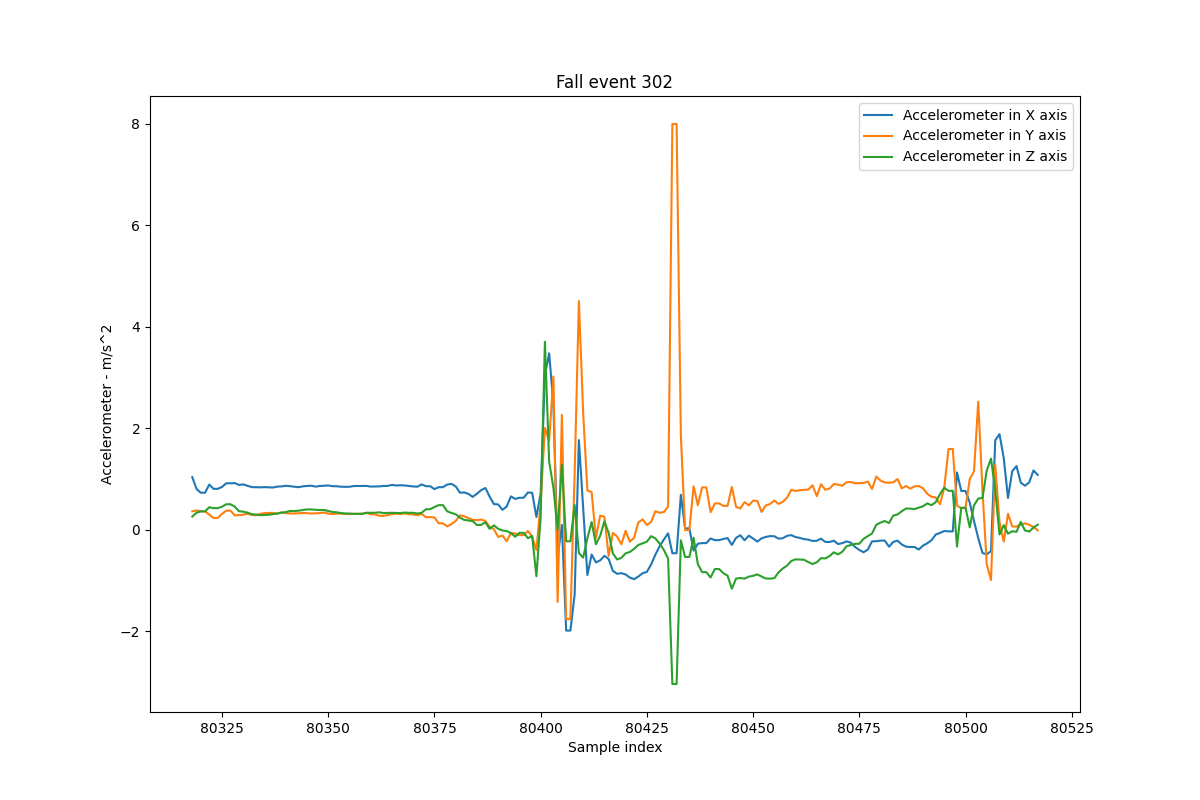 Fall event 302
Accelerometer in X axis
Accelerometer in Y axis
Accelerometer in Z axis
8
6
4
2
0
−2
Accelerometer - m/s^2
80325 80350 80375 80400 80425 80450 80475 80500 80525
Sample index